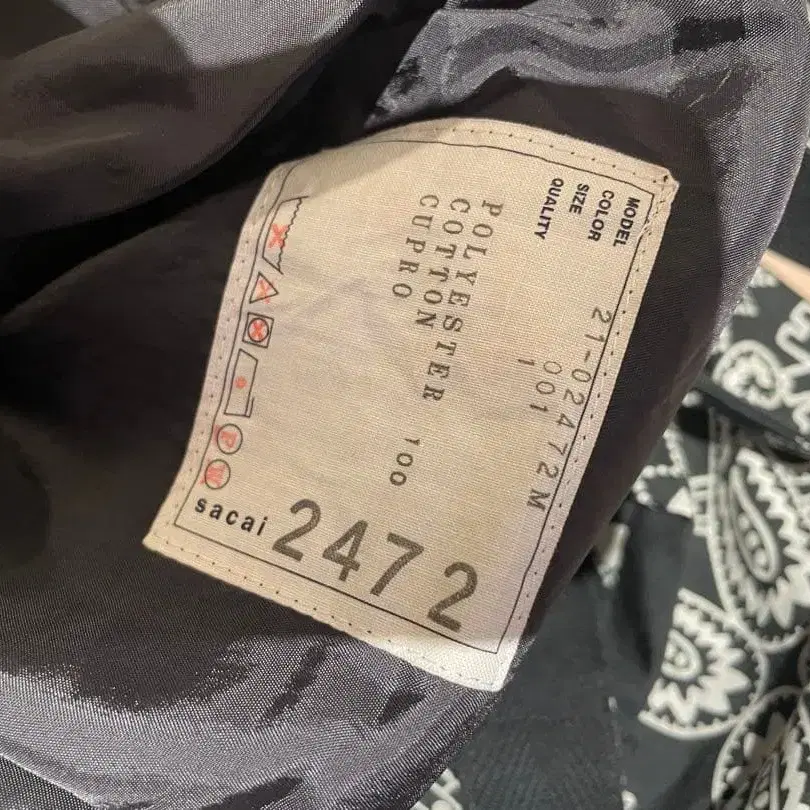 MODEL 21-02472M
COLOR 001
SIZE 1
QUALITY
POLYESTER 100
COTTON
CUPRO
P
W
sacai 2472